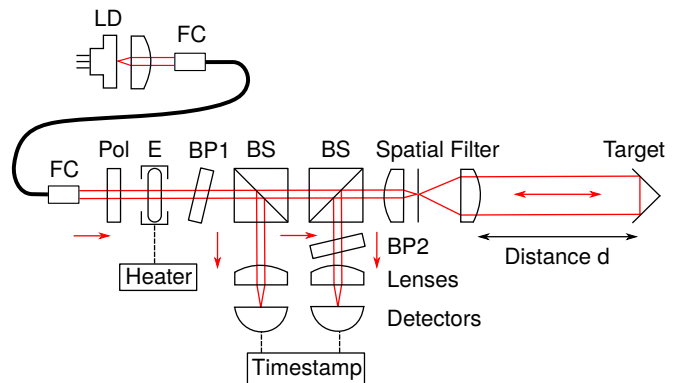 LD
FC
FC
Pol
E
BP1
BS
BS
Spatial Filter
Target
BP2
Distance d
Heater
Lenses
Detectors
Timestamp